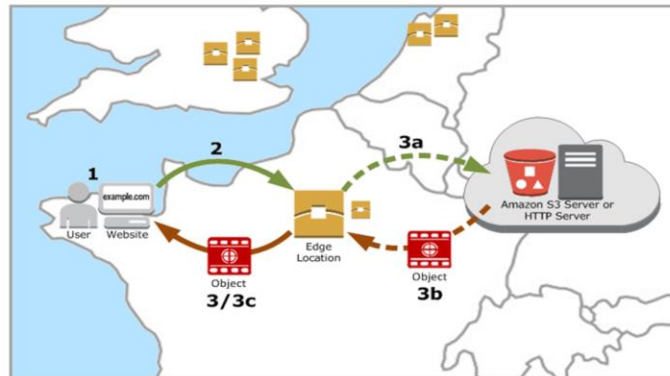 1
2
3a
example.com
User
Website
Edge
Location
Amazon S3 Server or
HTTP Server
Object
3/3c
Object
3b